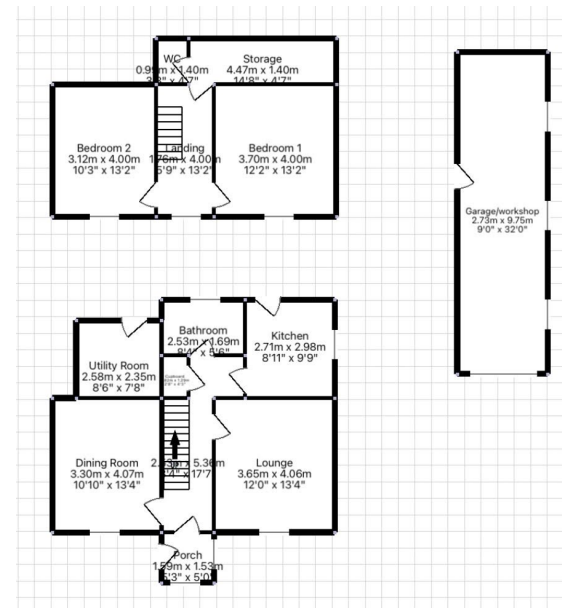 WC
Storage
4.47m x 1.40m
14'8" x 4'7"
Bedroom 2
3.12m x 4.00m
10'3" x 13'2"
Landing
1.76m x 4.00m
5'9" x 13'2"
Bedroom 1
3.70m x 4.00m
12'2" x 13'2"
Garage/workshop
2.73m x 9.75m
9'0" x 32'0"
Bathroom
2.53m x 1.69m
8'4" x 5'6"
Kitchen
2.71m x 2.98m
8'11" x 9'9"
Utility Room
2.58m x 2.35m
8'6" x 7'8"
Dining Room
3.30m x 4.07m
10'10" x 13'4"
Lounge
3.65m x 4.06m
12'0" x 13'4"
Porch
1.59m x 1.53m
5'3" x 5'0"